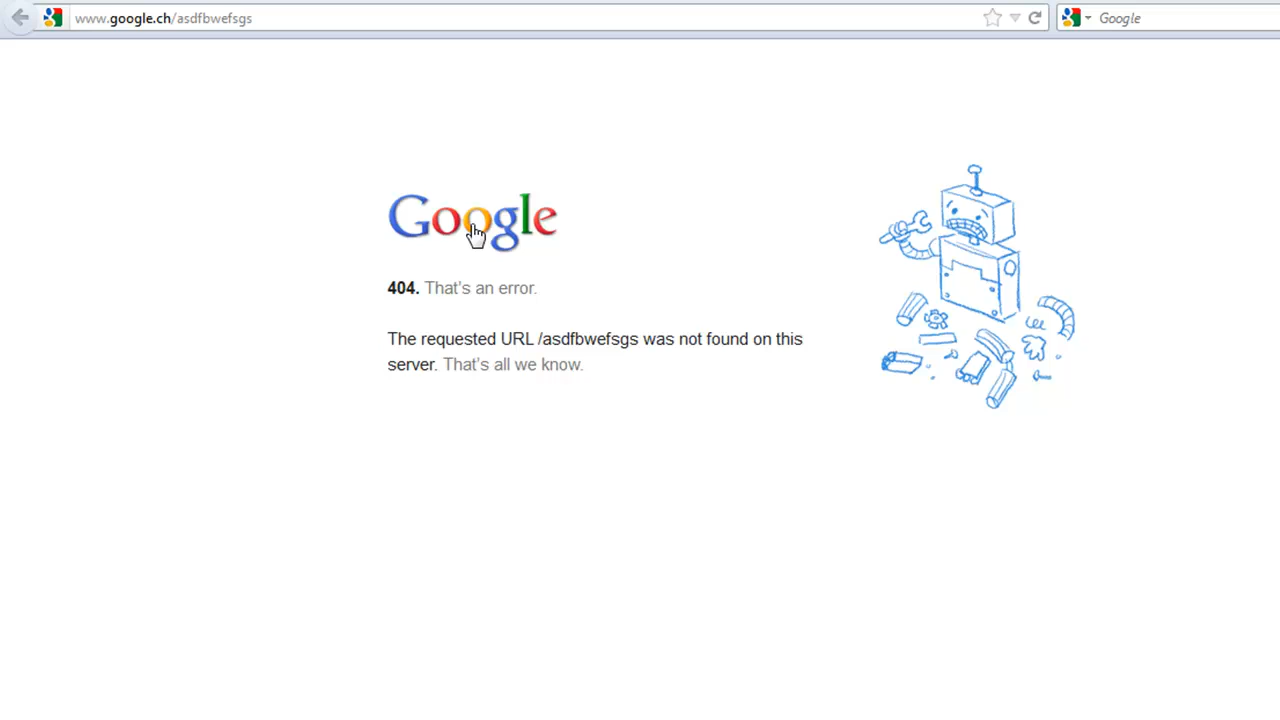 www.google.ch/asdfbwefsgs
Google
Google
404. That's an error.
The requested URL /asdfbwefsgs was not found on this
server. That's all we know.